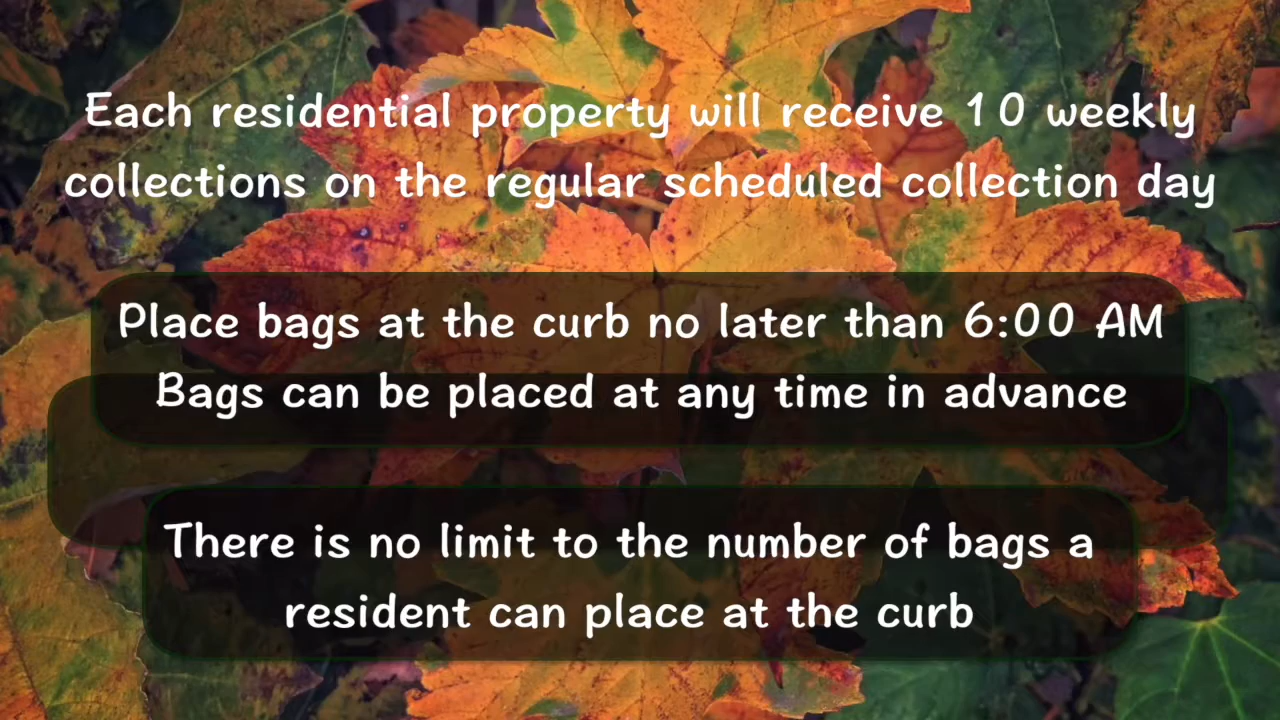 Each residential property will receive 10 weekly
collections on the regular scheduled collection day
Place bags at the curb no later than 6:00 AM
Bags can be placed at any time in advance
There is no limit to the number of bags a
resident can place at the curb